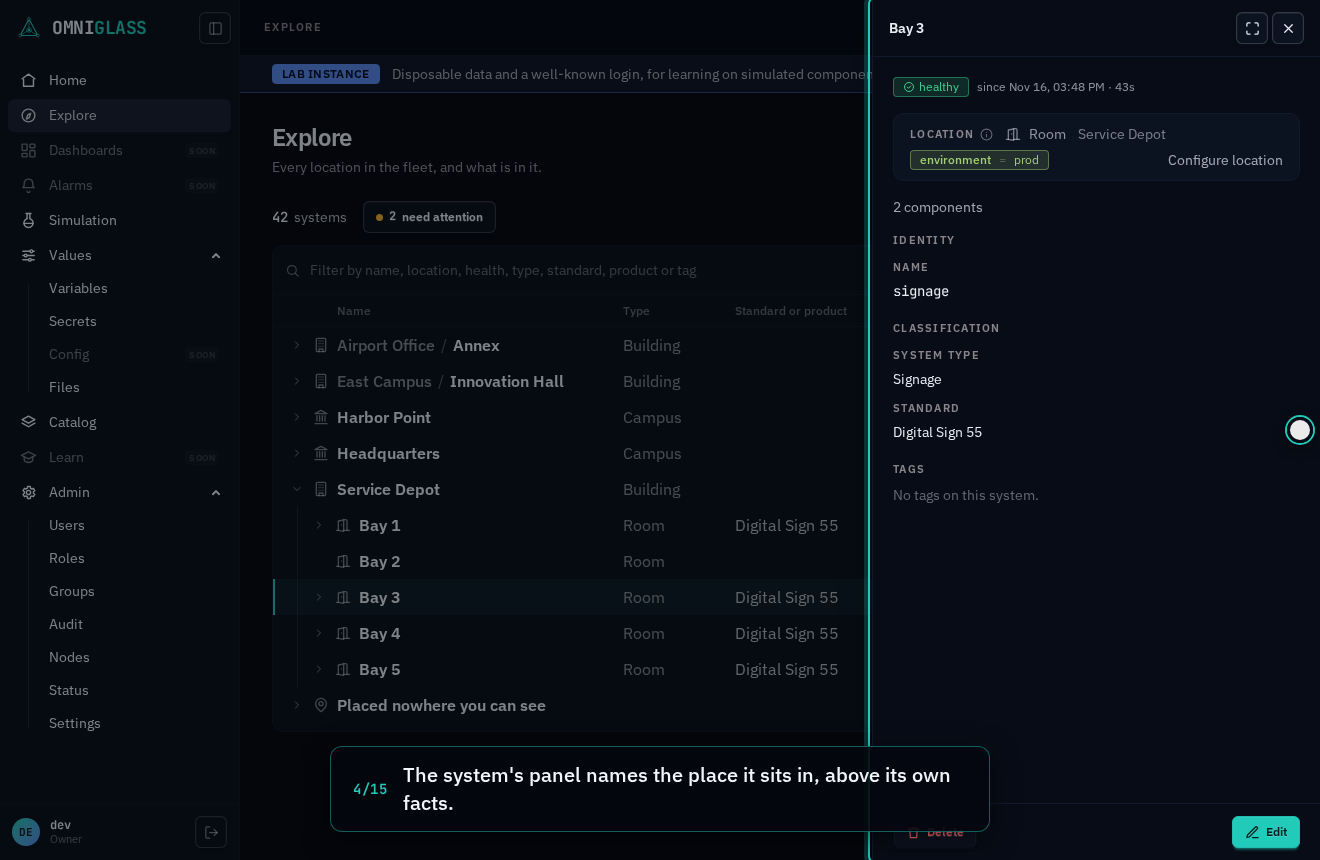 OMNIGLASS
Home
Explore
Dashboards SOON
Alarms SOON
Simulation
Values
Variables
Secrets
Config SOON
Files
Catalog
Learn SOON
Admin
Users
Roles
Groups
Audit
Nodes
Status
Settings
DE dev
Owner
EXPLORE
LAB INSTANCE Disposable data and a well-known login, for learning on simulated componen
Explore
Every location in the fleet, and what is in it.
42 systems 2 need attention
Filter by name, location, health, type, standard, product or tag
Name Type Standard or product
Airport Office / Annex Building
East Campus / Innovation Hall Building
Harbor Point Campus
Headquarters Campus
Service Depot Building
Bay 1 Room Digital Sign 55
Bay 2 Room
Bay 3 Room Digital Sign 55
Bay 4 Room Digital Sign 55
Bay 5 Room Digital Sign 55
Placed nowhere you can see
4/15 The system's panel names the place it sits in, above its own
facts.
Bay 3
healthy since Nov 16, 03:48 PM · 43s
LOCATION Room Service Depot
environment = prod Configure location
2 components
IDENTITY
NAME
signage
CLASSIFICATION
SYSTEM TYPE
Signage
STANDARD
Digital Sign 55
TAGS
No tags on this system.
Delete Edit